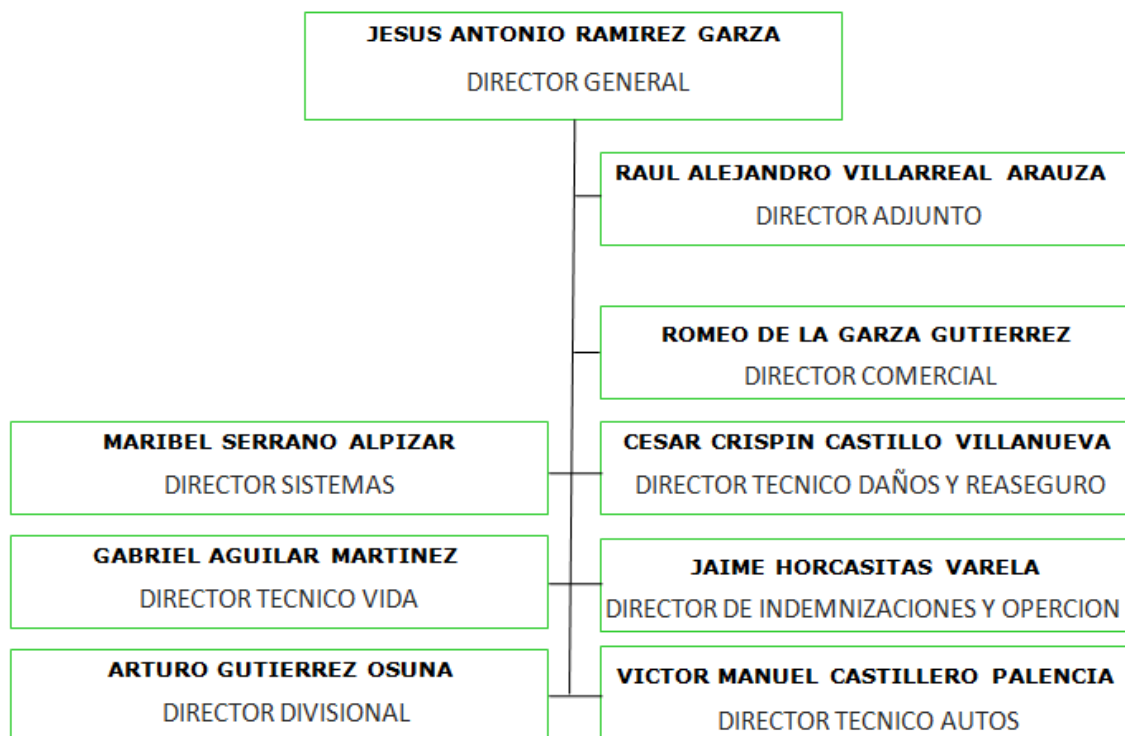 JESUS ANTONIO RAMIREZ GARZA
DIRECTOR GENERAL
RAUL ALEJANDRO VILLARREAL ARAUZA
DIRECTOR ADJUNTO
ROMEO DE LA GARZA GUTIERREZ
DIRECTOR COMERCIAL
MARIBEL SERRANO ALPIZAR
DIRECTOR SISTEMAS
CESAR CRISPIN CASTILLO VILLANUEVA
DIRECTOR TECNICO DAÑOS Y REASEGURO
GABRIEL AGUILAR MARTINEZ
DIRECTOR TECNICO VIDA
JAIME HORCASITAS VARELA
DIRECTOR DE INDEMNIZACIONES Y OPERCION
ARTURO GUTIERREZ OSUNA
DIRECTOR DIVISIONAL
VICTOR MANUEL CASTILLERO PALENCIA
DIRECTOR TECNICO AUTOS